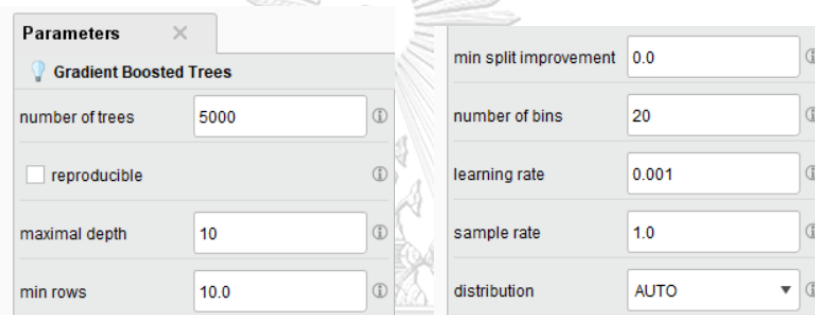 Parameters
Gradient Boosted Trees
number of trees 5000
reproducible
maximal depth 10
min rows 10.0
min split improvement 0.0
number of bins 20
learning rate 0.001
sample rate 1.0
distribution AUTO